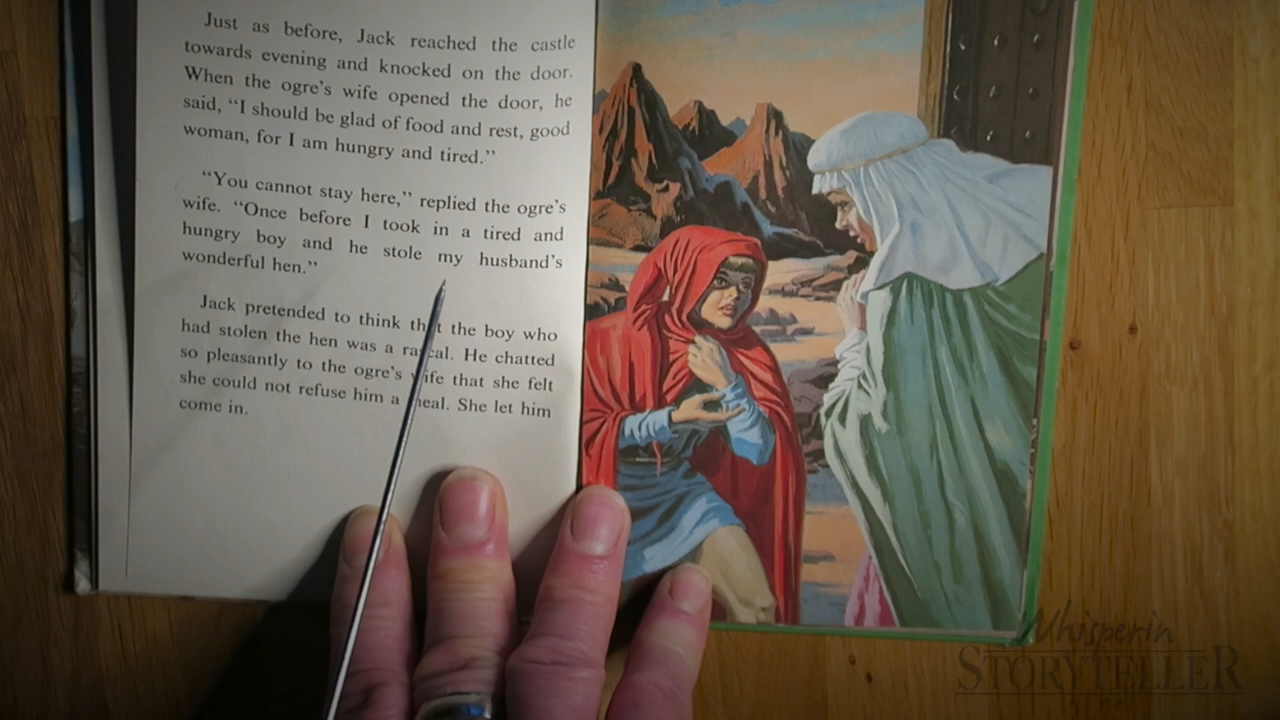 Just as before, Jack reached the castle
towards evening and knocked on the door.
When the ogre's wife opened the door, he
said, “I should be glad of food and rest, good
woman, for I am hungry and tired.”
“You cannot stay here,” replied the ogre's
wife. “Once before I took in a tired and
hungry boy and he stole my husband's
wonderful hen.”
Jack pretended to think that the boy who
had stolen the hen was a rascal. He chatted
so pleasantly to the ogre's wife that she felt
she could not refuse him a meal. She let him
come in.
Whisperin
STORYTELLER
ASMR